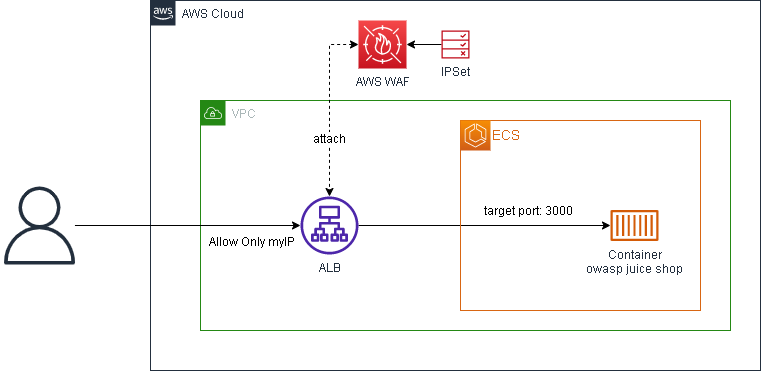 aws
AWS Cloud
AWS WAF
IPSet
VPC
attach
ECS
target port: 3000
Allow Only myIP
ALB
Container
owasp juice shop